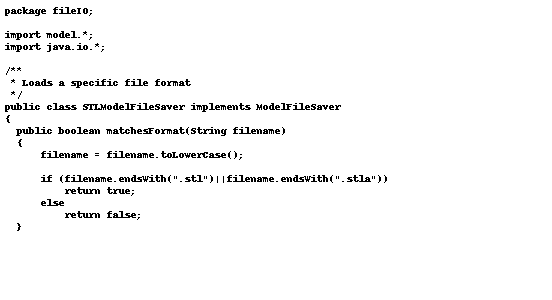 package fileIO;

import model.*;
import java.io.*;

/**
 * Loads a specific file format
 */
public class STLModelFileSaver implements ModelFileSaver
{
  public boolean matchesFormat(String filename)
  {
      filename = filename.toLowerCase();

      if (filename.endsWith(".stl")||filename.endsWith(".stla"))
          return true;
      else
          return false;
  }